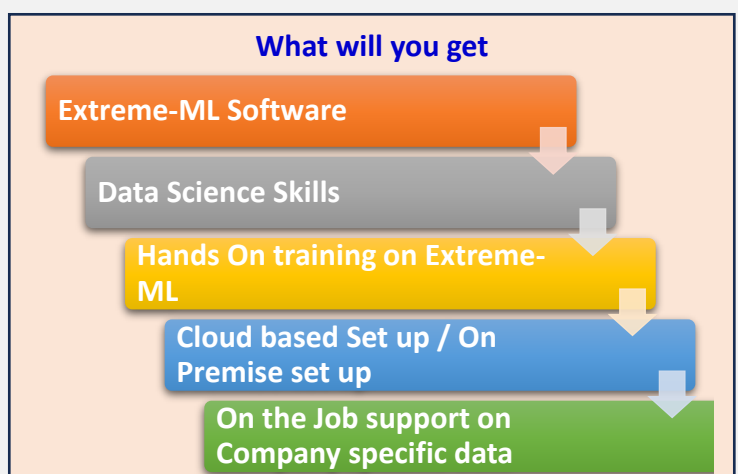 What will you get
Extreme-ML Software
Data Science Skills
Hands On training on Extreme-
ML
Cloud based Set up / On
Premise set up
On the Job support on
Company specific data